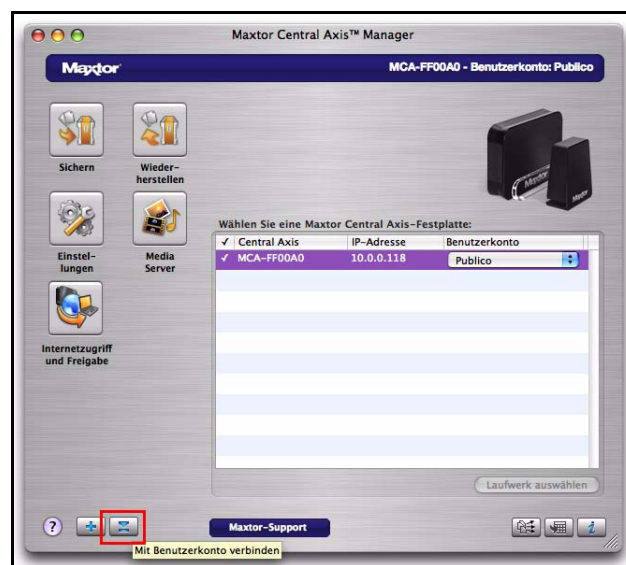 Maxtor Central Axis™ Manager
Maxtor
MCA-FF00A0 - Benutzerkonto: Publico
Sichern
Wieder-
herstellen
Maxtor
Maxtor
Einstel-
lungen
Media
Server
Internetzugriff
und Freigabe
Wählen Sie eine Maxtor Central Axis-Festplatte:
✓ Central Axis IP-Adresse Benutzerkonto
✓ MCA-FF00A0 10.0.0.118 Publico
Laufwerk auswählen
? Maxtor-Support i
Mit Benutzerkonto verbinden